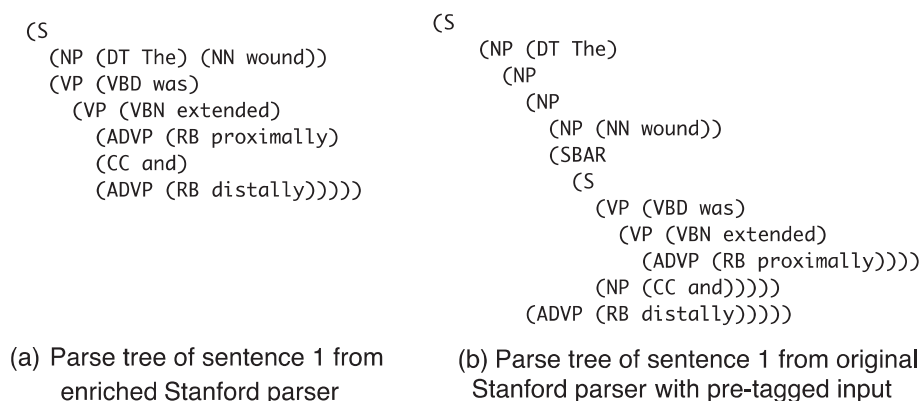 (S
(NP (DT The) (NN wound))
(VP (VBD was)
(VP (VBN extended)
(ADVP (RB proximally)
(CC and)
(ADVP (RB distally)))))
(a) Parse tree of sentence 1 from
enriched Stanford parser
(S
(NP (DT The)
(NP
(NP
(NP (NN wound))
(SBAR
(S
(VP (VBD was)
(VP (VBN extended)
(ADVP (RB proximally))))
(NP (CC and)))))
(ADVP (RB distally)))))
(b) Parse tree of sentence 1 from original
Stanford parser with pre-tagged input